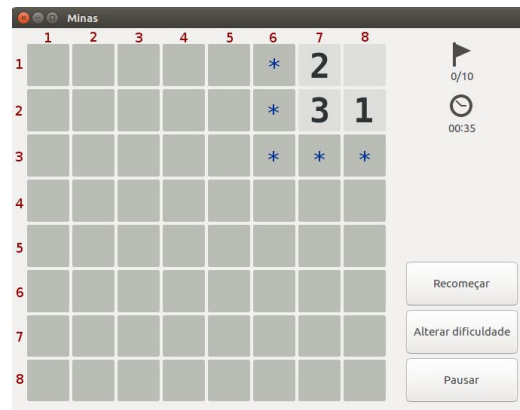 Minas
1 2 3 4 5 6 7 8
1 * 2
0/10
2 * 3 1
00:35
3 * * *
4
5
6
Recomeçar
7
Alterar dificuldade
8
Pausar